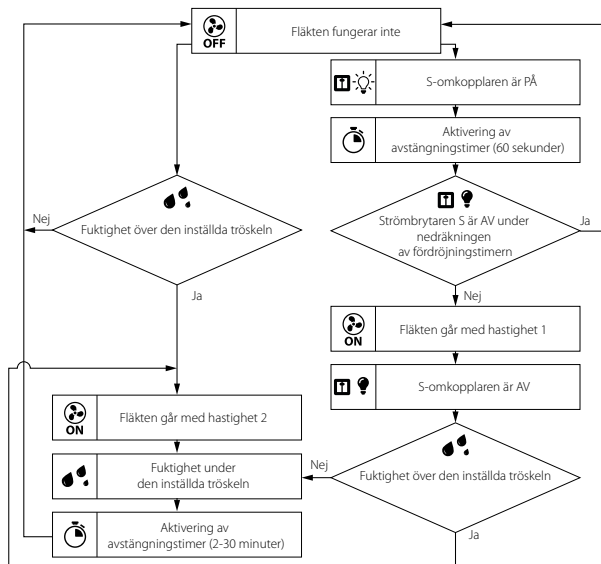 OFF
Fläkten fungerar inte
S-omkopplaren är PÅ
Aktivering av
avstängningstimer (60 sekunder)
Nej
Fuktighet över den inställda tröskeln
Ja
Strömbrytaren S är AV under
nedräkningen
av fördröjningstimern
Ja
Nej
ON
Fläkten går med hastighet 1
S-omkopplaren är AV
ON
Fläkten går med hastighet 2
Fuktighet under
den inställda tröskeln
Nej
Fuktighet över den inställda tröskeln
Ja
Aktivering av
avstängningstimer (2-30 minuter)